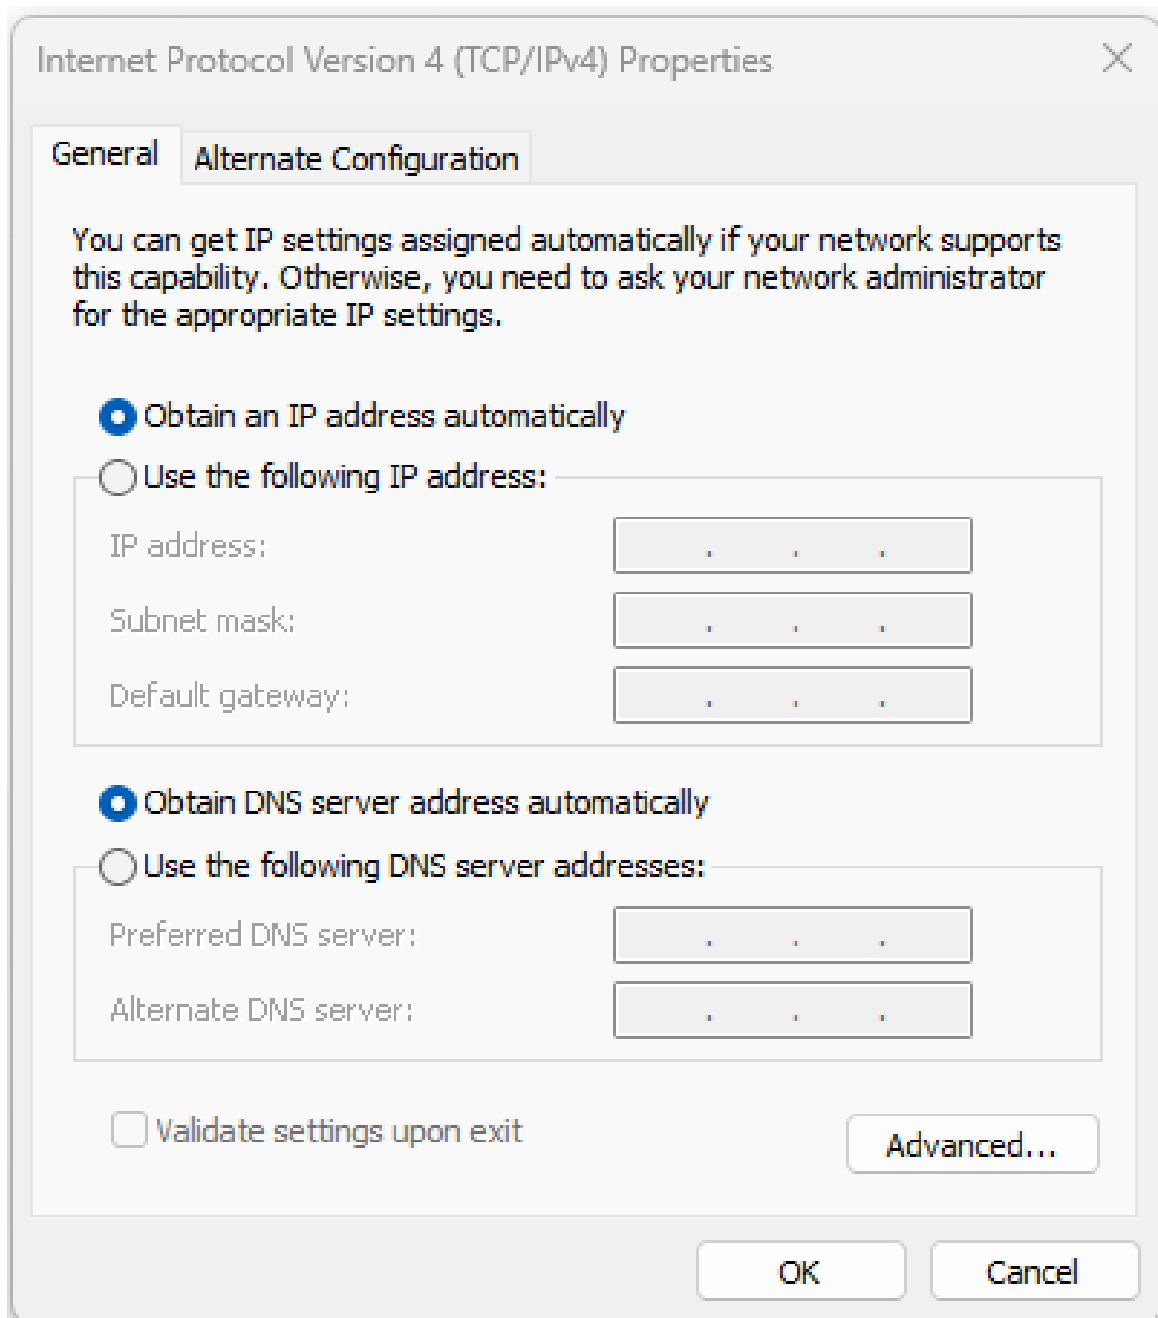 Internet Protocol Version 4 (TCP/IPv4) Properties
General
Alternate Configuration
You can get IP settings assigned automatically if your network supports
this capability. Otherwise, you need to ask your network administrator
for the appropriate IP settings.
Obtain an IP address automatically
Use the following IP address:
IP address:
Subnet mask:
Default gateway:
Obtain DNS server address automatically
Use the following DNS server addresses:
Preferred DNS server:
Alternate DNS server:
Validate settings upon exit
Advanced...
OK
Cancel